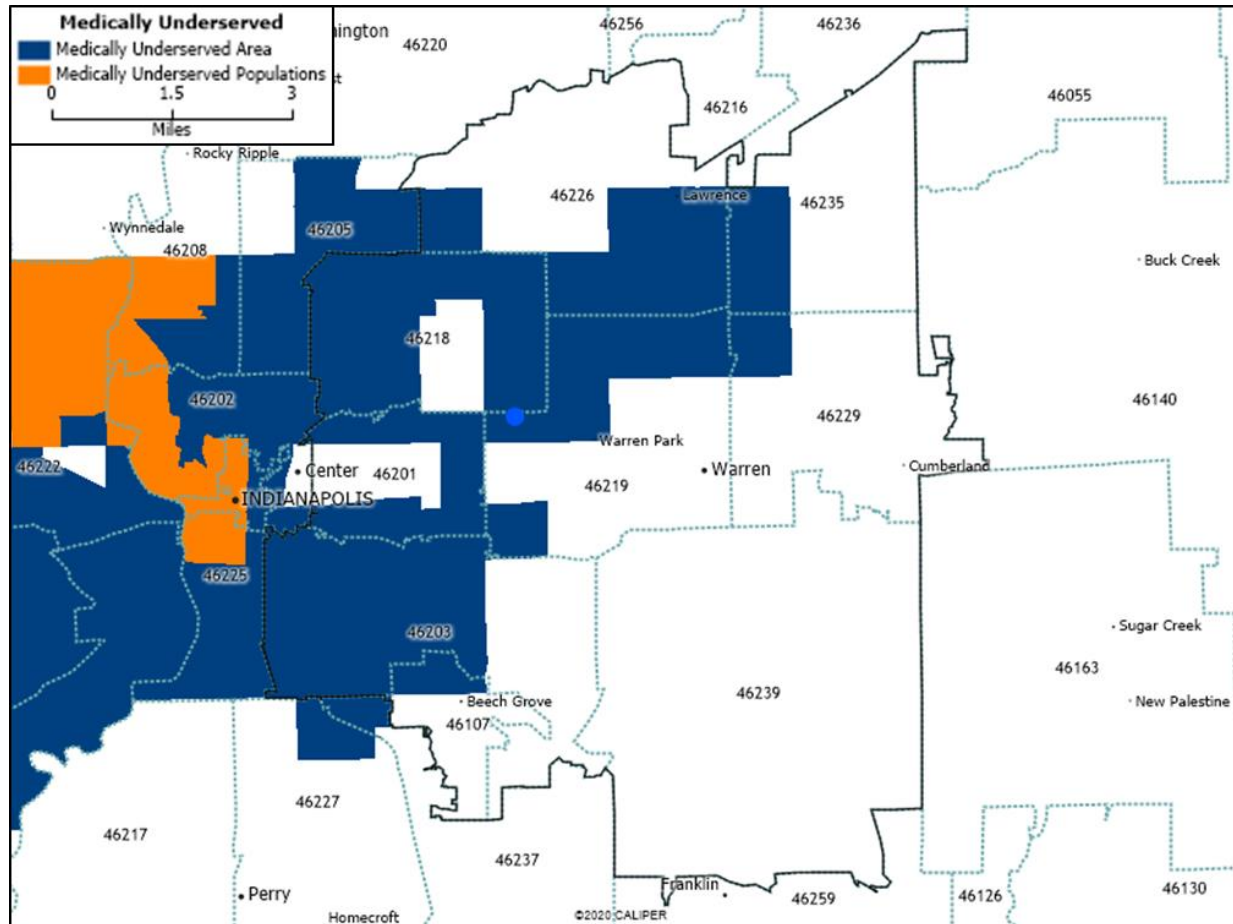 Medically Underserved
Medically Underserved Area
Medically Underserved Populations
0 1.5 3
Miles
46220
46256
46236
46216
46055
Rocky Ripple
46226
Lawrence
46235
Wynnedale
46205
46208
Buck Creek
46218
46202
46229
46140
Warren Park
46222
Center
46201
Warren
Cumberland
46219
INDIANAPOLIS
46225
46203
Sugar Creek
46163
46239
Beech Grove
New Palestine
46107
46227
46217
46237
Franklin
Perry
46259
46126
46130
Homecroft
©2020 CALIPER